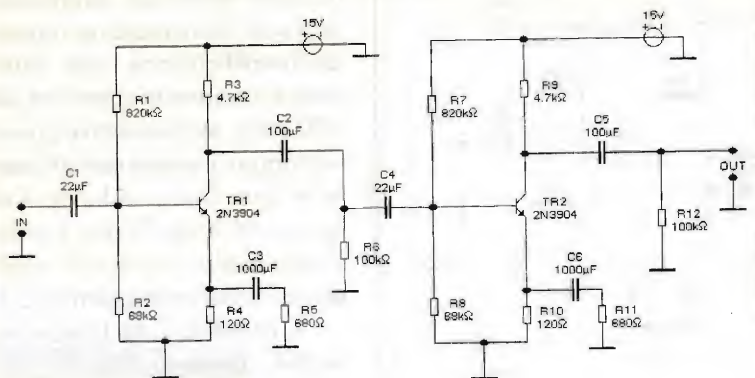 15V
15V
R1
820kΩ
R3
4.7kΩ
R7
820kΩ
R9
4.7kΩ
C2
100µF
C5
100µF
C1
22µF
C4
22µF
TR1
2N3904
TR2
2N3904
IN
OUT
R6
100kΩ
R12
100kΩ
C3
1000µF
C6
1000µF
R2
68kΩ
R4
120Ω
R5
680Ω
R8
68kΩ
R10
120Ω
R11
680Ω